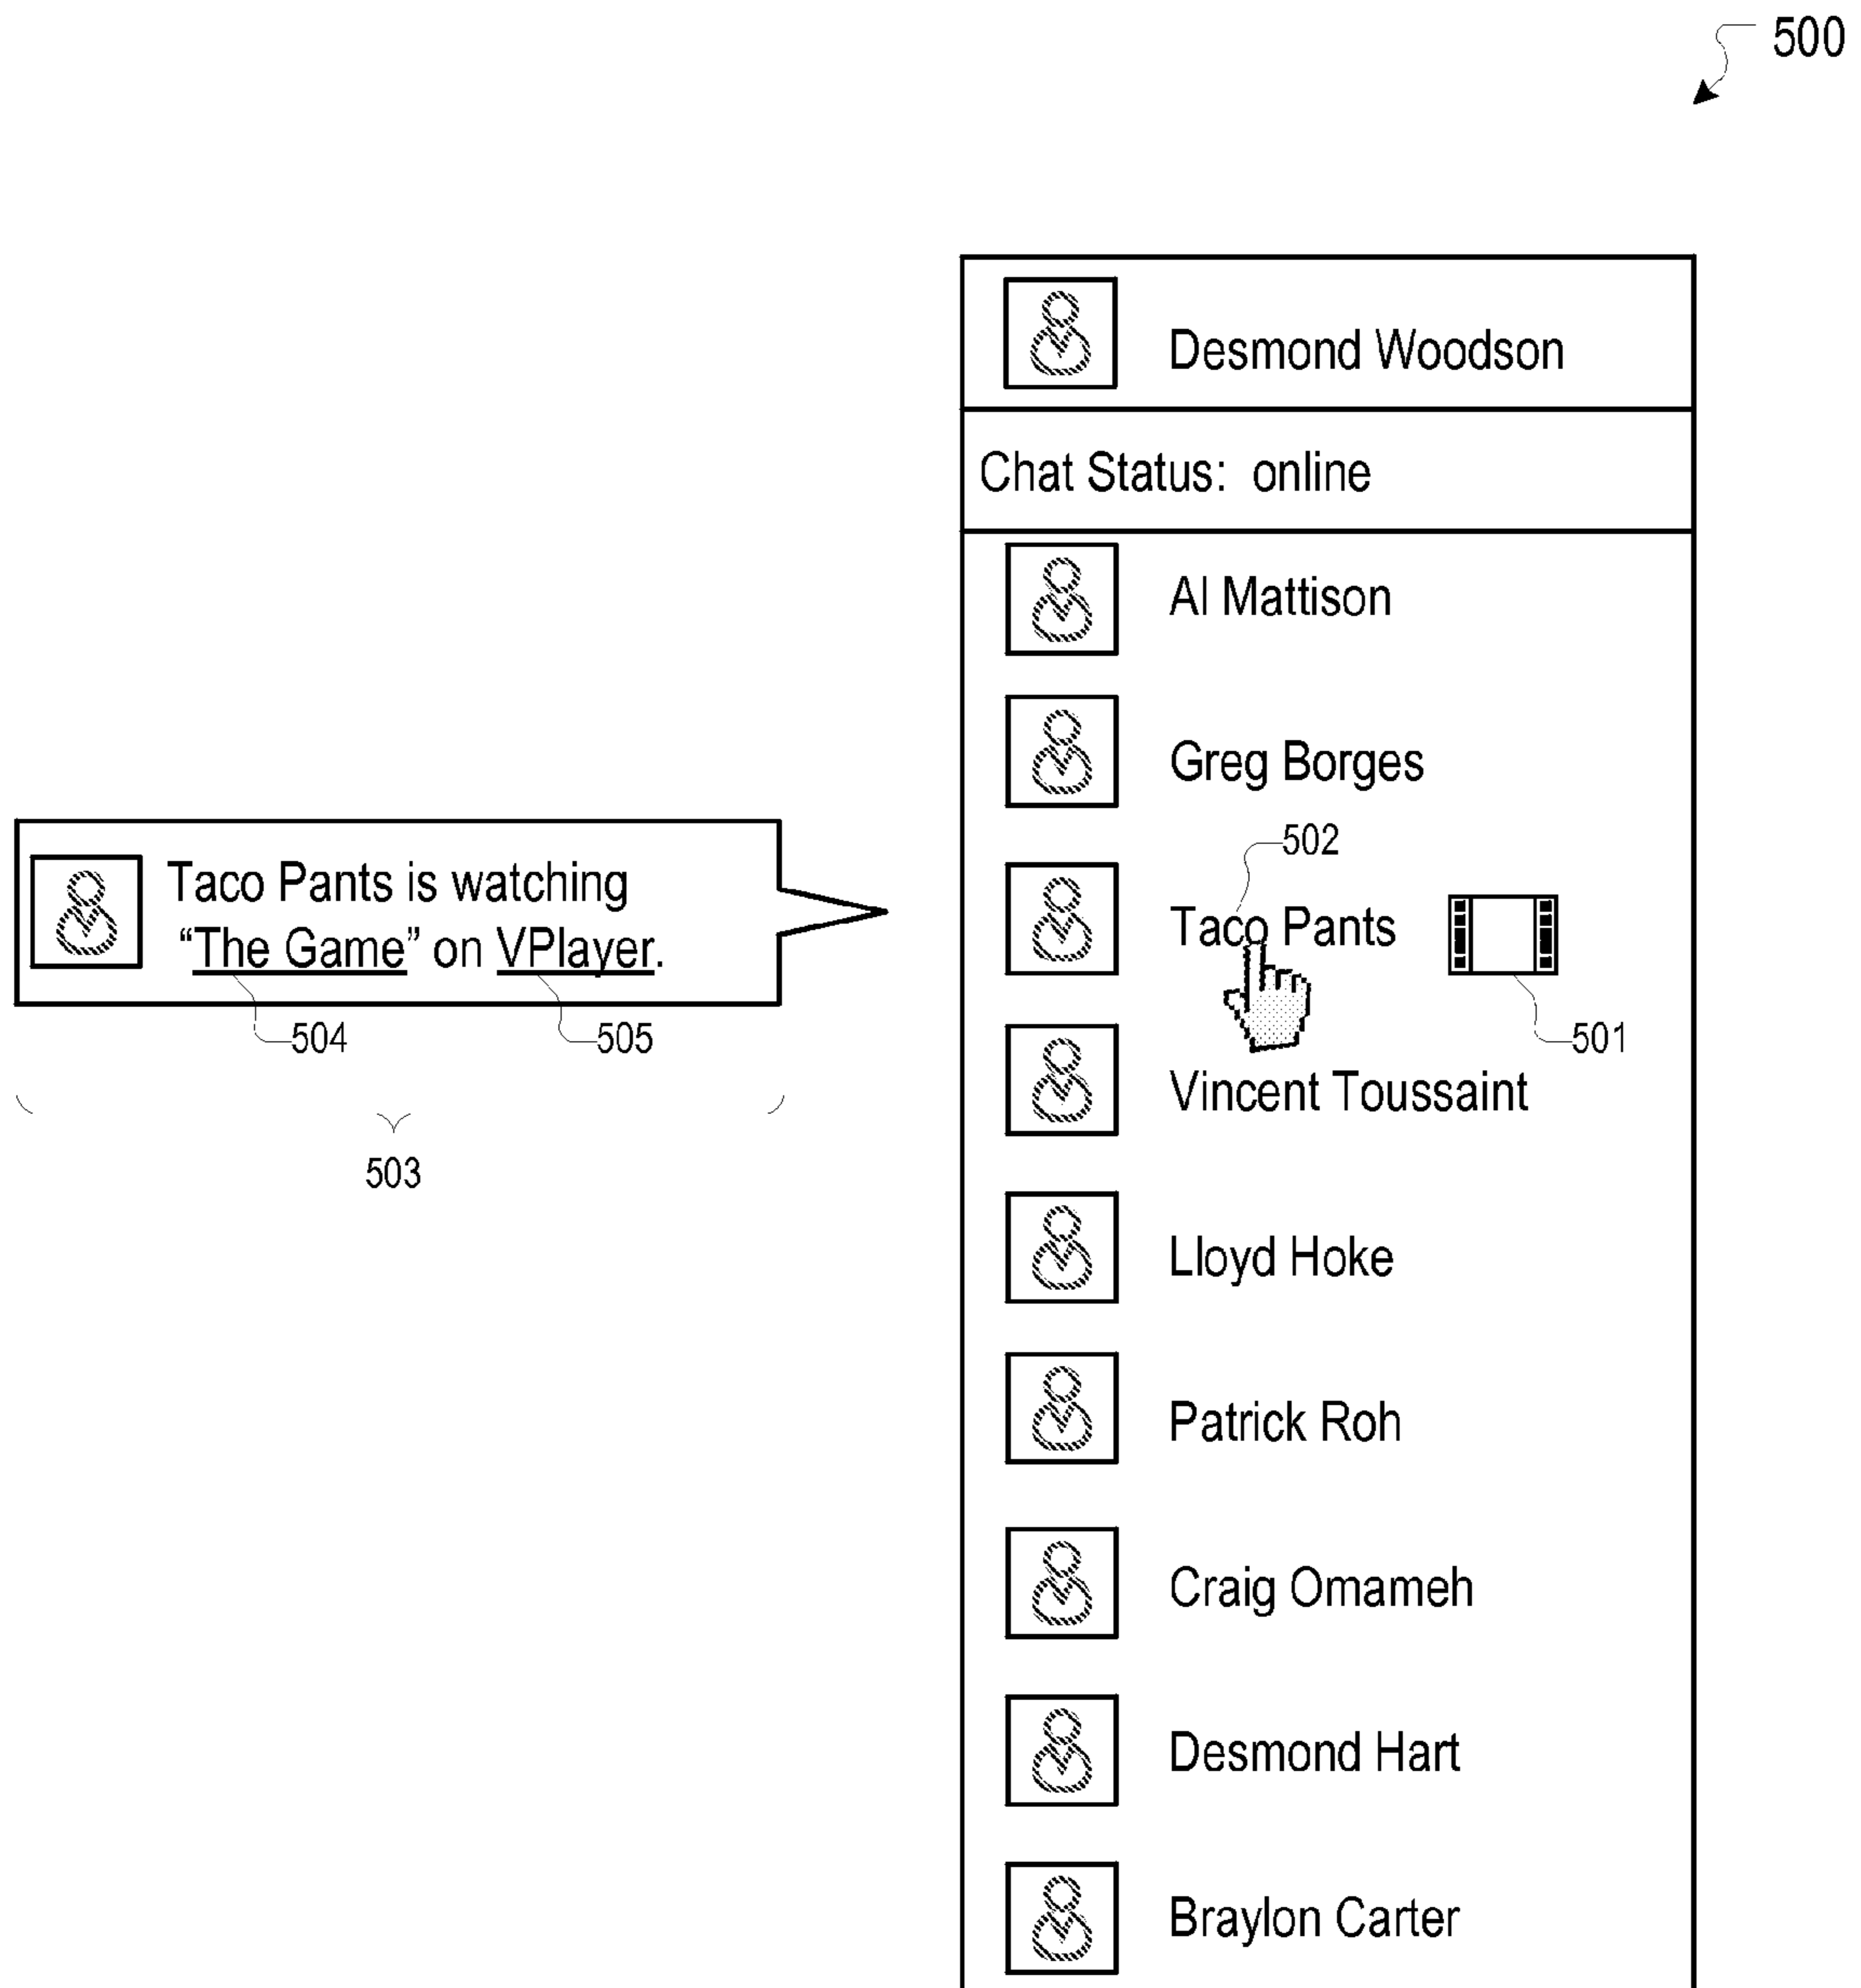 500
Desmond Woodson
Chat Status: online
Al Mattison
Greg Borges
502
Taco Pants is watching
“The Game” on VPlayer.
Taco Pants
504
505
501
Vincent Toussaint
503
Lloyd Hoke
Patrick Roh
Craig Omameh
Desmond Hart
Braylon Carter